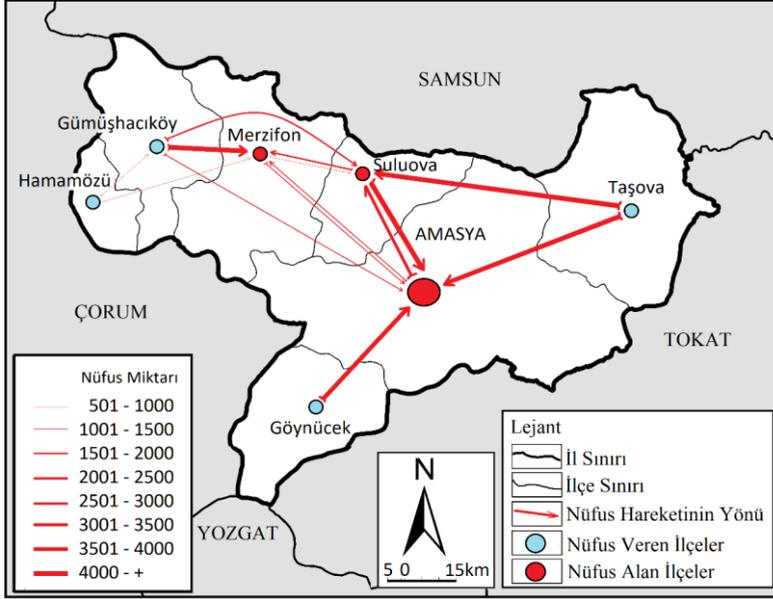 SAMSUN
Gümüşhacıköy
Merzifon
Suluova
Hamamözü
Taşova
AMASYA
ÇORUM
TOKAT
Göynücek
YOZGAT
Nüfus Miktarı
501 - 1000
1001 - 1500
1501 - 2000
2001 - 2500
2501 - 3000
3001 - 3500
3501 - 4000
4000 - +
N
5 0 15km
Lejant
İl Sınırı
İlçe Sınırı
Nüfus Hareketinin Yönü
Nüfus Veren İlçeler
Nüfus Alan İlçeler